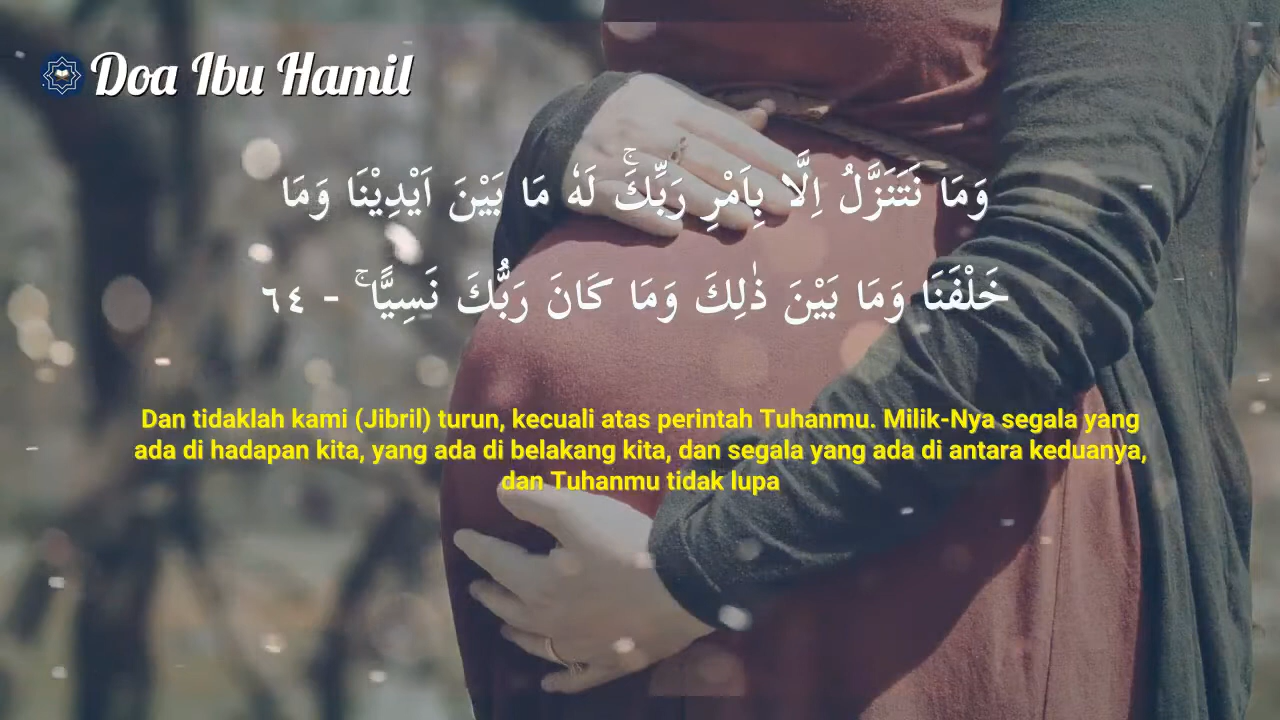 Doa Ibu Hamil
وَمَا نَتَنَزَّلُ اِلَّا بِاَمْرِ رَبِّكَۚ لَهٗ مَا بَيْنَ اَيْدِيْنَا وَمَا
خَلْفَنَا وَمَا بَيْنَ ذٰلِكَ وَمَا كَانَ رَبُّكَ نَسِيًّاۚ - ٦٤
Dan tidaklah kami (Jibril) turun, kecuali atas perintah Tuhanmu. Milik-Nya segala yang
ada di hadapan kita, yang ada di belakang kita, dan segala yang ada di antara keduanya,
dan Tuhanmu tidak lupa